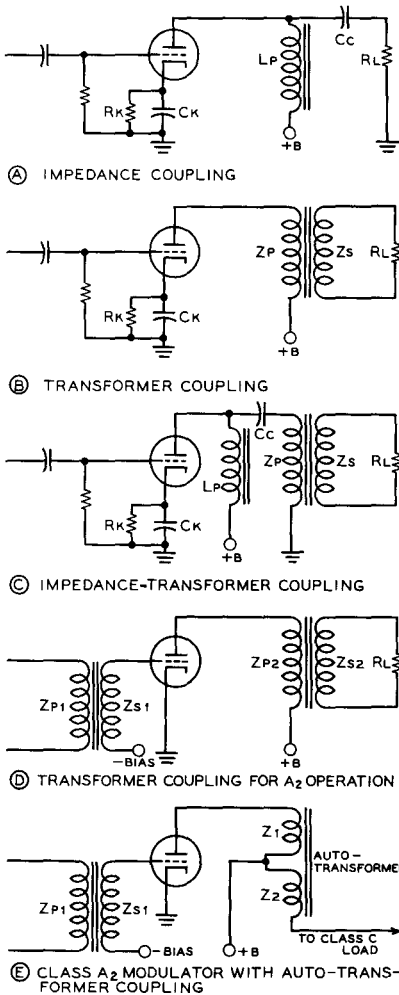 Cc
LP
RL
RK
CK
+B
Ⓐ IMPEDANCE COUPLING
ZP
ZS
RL
RK
CK
+B
Ⓑ TRANSFORMER COUPLING
Cc
ZP
ZS
RL
LP
RK
CK
+B
Ⓒ IMPEDANCE-TRANSFORMER COUPLING
ZP1
ZS1
ZP2
ZS2
RL
-BIAS
+B
Ⓓ TRANSFORMER COUPLING FOR A2 OPERATION
Z1
AUTO-
TRANSFORMER
ZP1
ZS1
Z2
-BIAS
+B
TO CLASS C
LOAD
Ⓔ CLASS A2 MODULATOR WITH AUTO-TRANS-
FORMER COUPLING